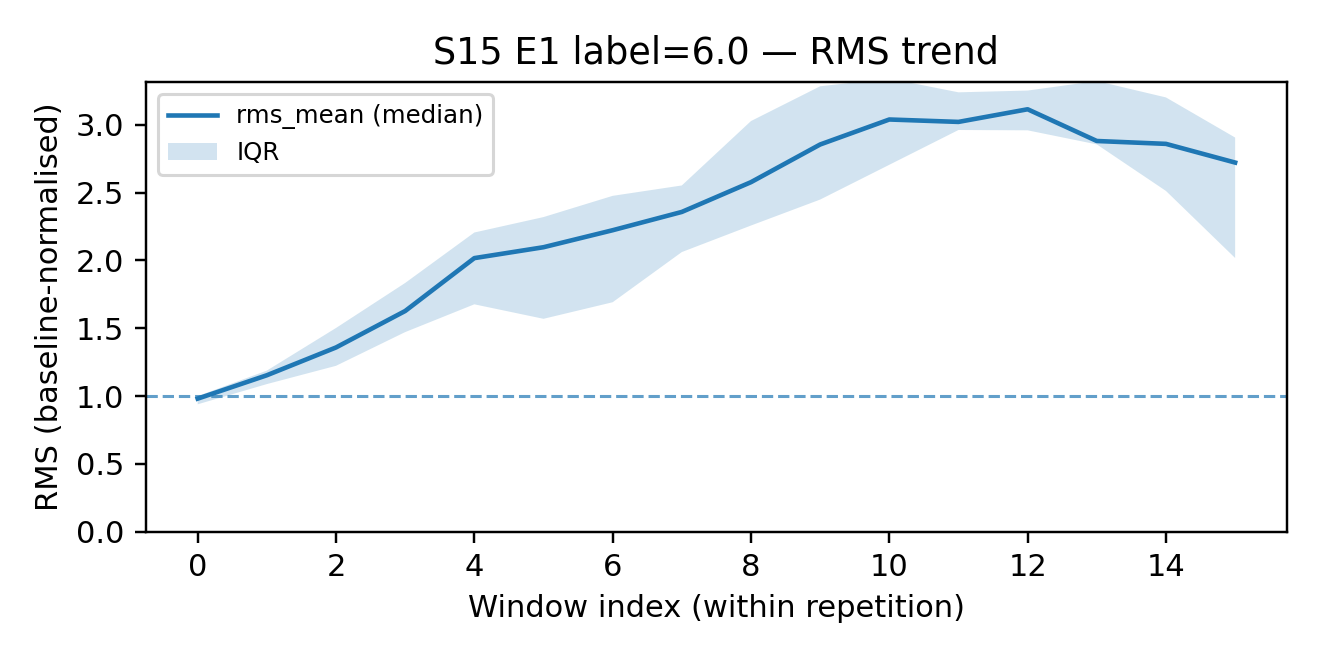 S15 E1 label=6.0 — RMS trend
rms_mean (median)
IQR
RMS (baseline-normalised)
3.0
2.5
2.0
1.5
1.0
0.5
0.0
0 2 4 6 8 10 12 14
Window index (within repetition)